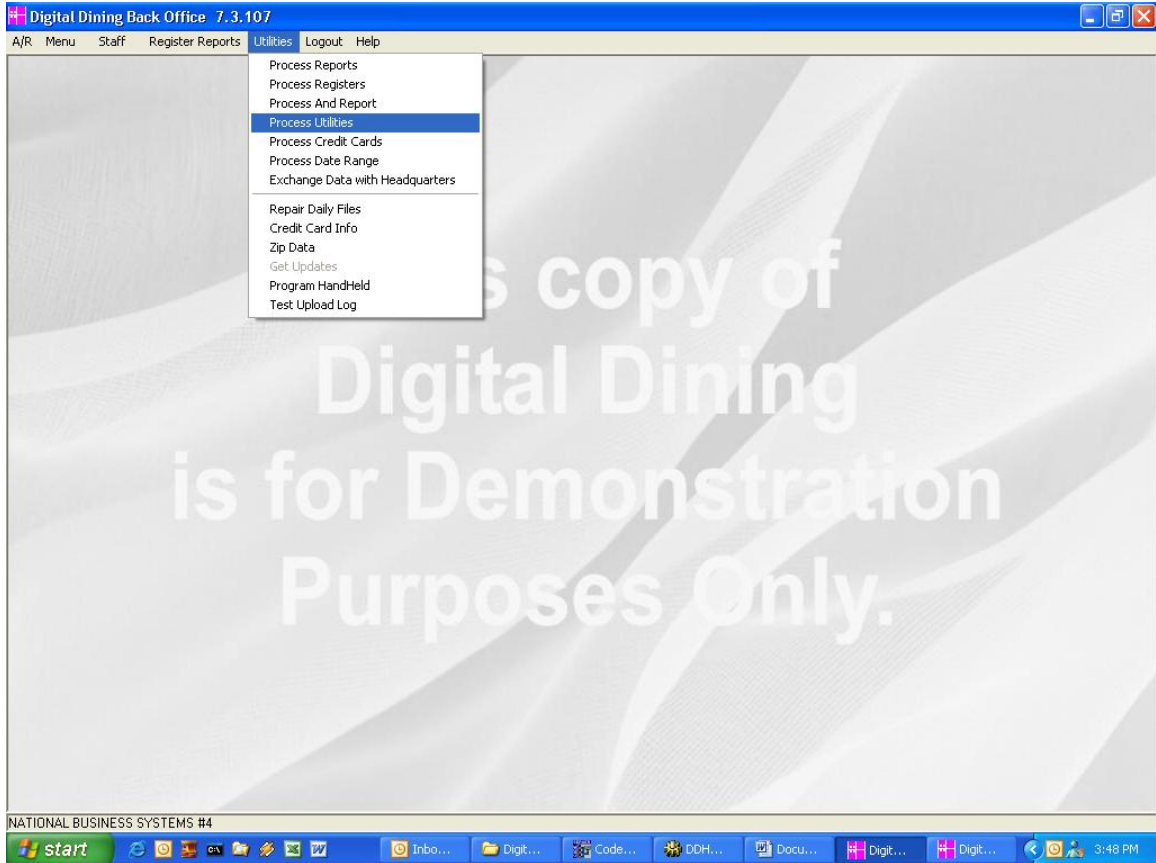 Digital Dining Back Office 7.3.107
A/R Menu Staff Register Reports Utilities Logout Help
Process Reports
Process Registers
Process And Report
Process Utilities
Process Credit Cards
Process Date Range
Exchange Data with Headquarters
Repair Daily Files
Credit Card Info
Zip Data
Get Updates
Program HandHeld
Test Upload Log
s copy of
Digital Dining
is for Demonstration
Purposes Only.
NATIONAL BUSINESS SYSTEMS #4
start Inbo... Digit... Code... DDH... Docu... Digit... Digit... 3:48 PM